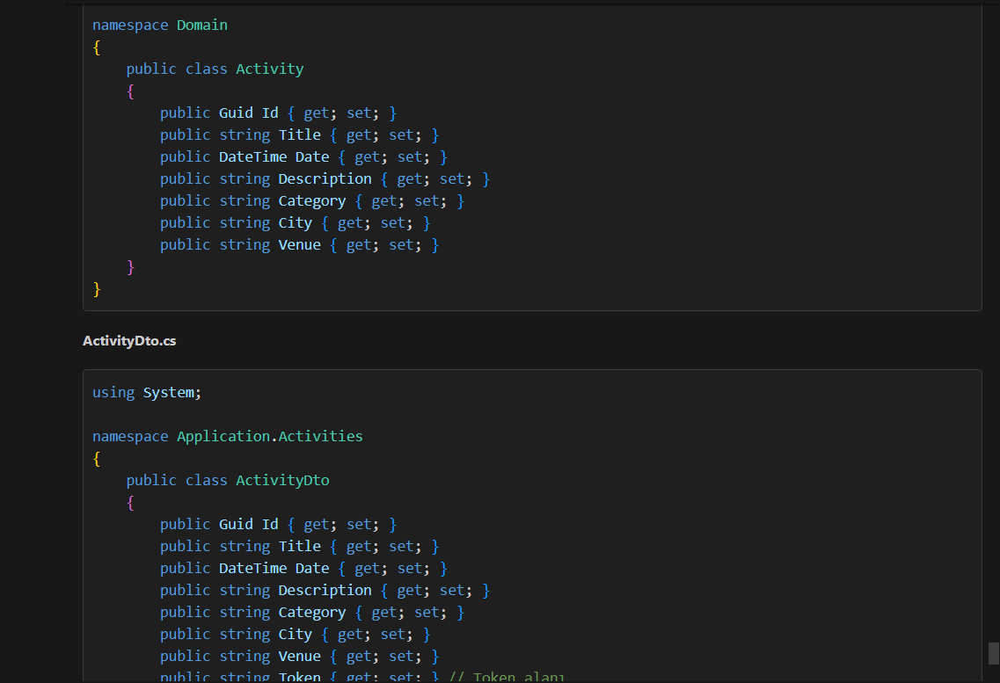 namespace Domain
{
    public class Activity
    {
        public Guid Id { get; set; }
        public string Title { get; set; }
        public DateTime Date { get; set; }
        public string Description { get; set; }
        public string Category { get; set; }
        public string City { get; set; }
        public string Venue { get; set; }
    }
}
ActivityDto.cs
using System;
namespace Application.Activities
{
    public class ActivityDto
    {
        public Guid Id { get; set; }
        public string Title { get; set; }
        public DateTime Date { get; set; }
        public string Description { get; set; }
        public string Category { get; set; }
        public string City { get; set; }
        public string Venue { get; set; }
        public string Token { get; set; } // Token alanı